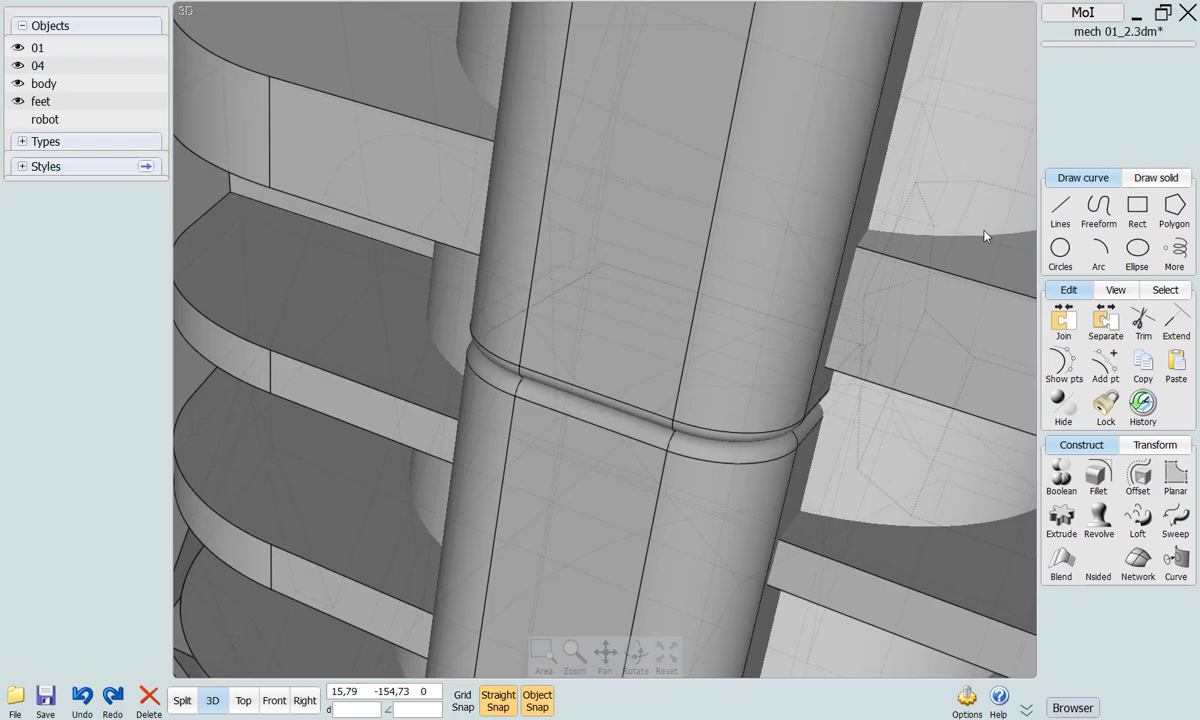 Objects
01
04
body
feet
robot
Types
Styles
3D
MoI
mech 01_2.3dm*
Draw curve Draw solid
Lines Freeform Rect Polygon
Circles Arc Ellipse More
Edit View Select
Join Separate Trim Extend
Show pts Add pt Copy Paste
Hide Lock History
Construct Transform
Boolean Fillet Offset Planar
Extrude Revolve Loft Sweep
Blend Nsided Network Curve
Area Zoom Pan Rotate Reset
File Save Undo Redo Delete
Split 3D Top Front Right
15,79 -154,73 0
d
Grid Snap
Straight Snap
Object Snap
Options Help
Browser